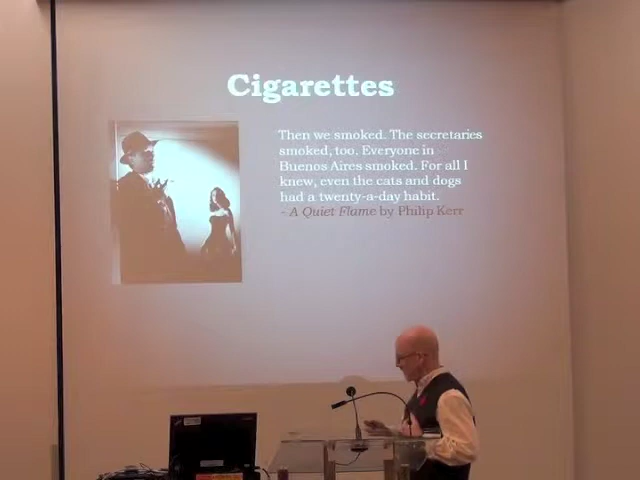 Cigarettes
Then we smoked. The secretaries
smoked, too. Everyone in
Buenos Aires smoked. For all I
knew, even the cats and dogs
had a twenty-a-day habit.
- A Quiet Flame by Philip Kerr